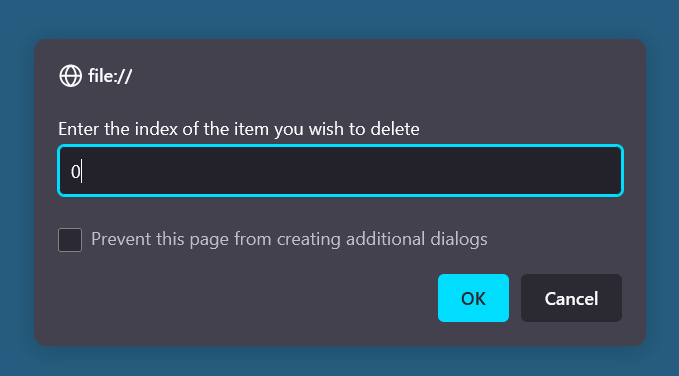 file://
Enter the index of the item you wish to delete
0
Prevent this page from creating additional dialogs
OK
Cancel